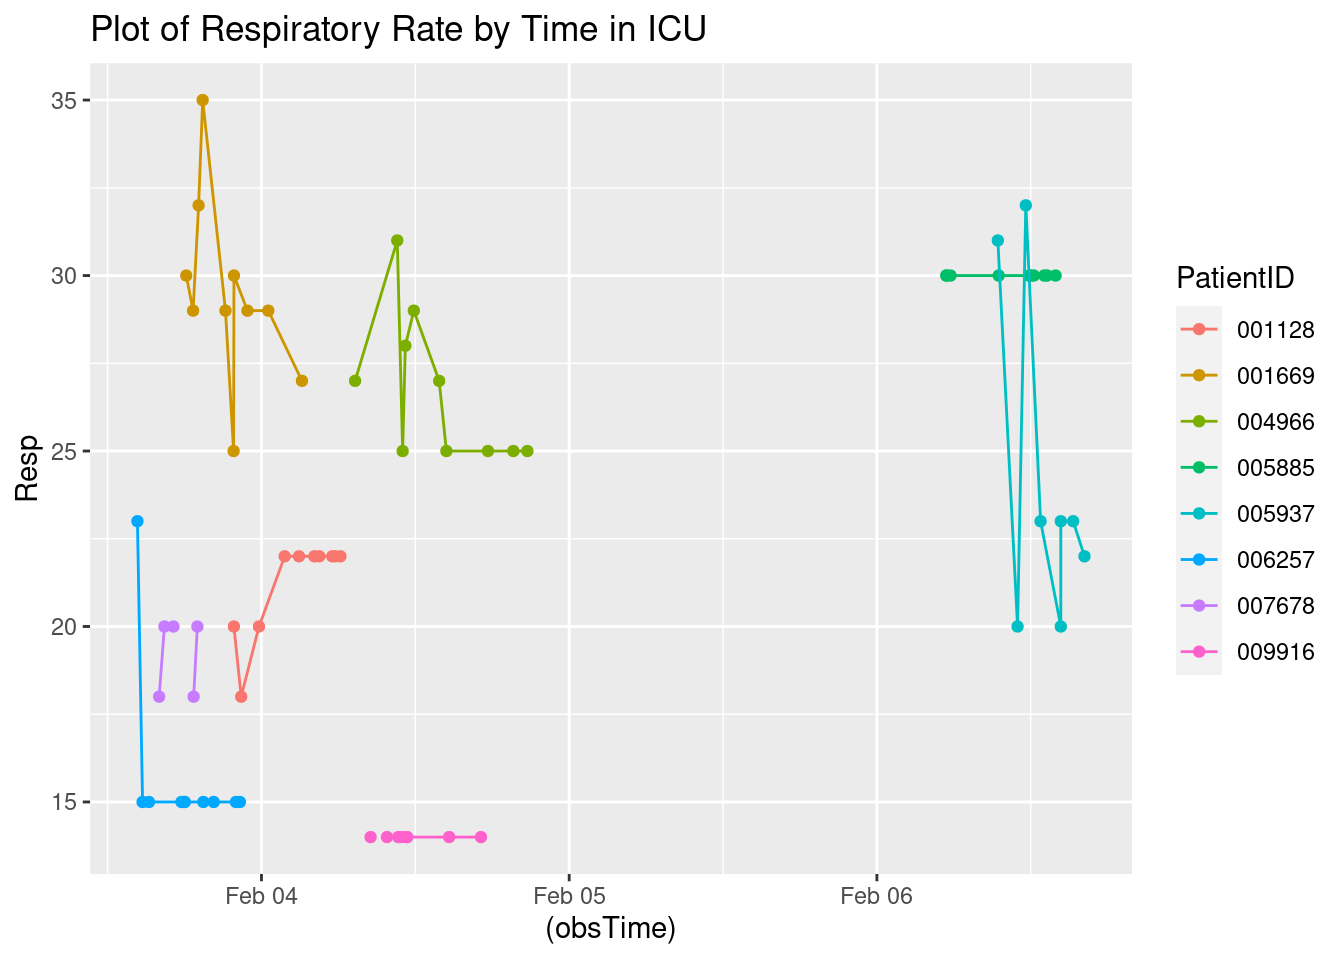 Plot of Respiratory Rate by Time in ICU
Resp
35
30
25
20
15
Feb 04
Feb 05
Feb 06
(obsTime)
PatientID
001128
001669
004966
005885
005937
006257
007678
009916